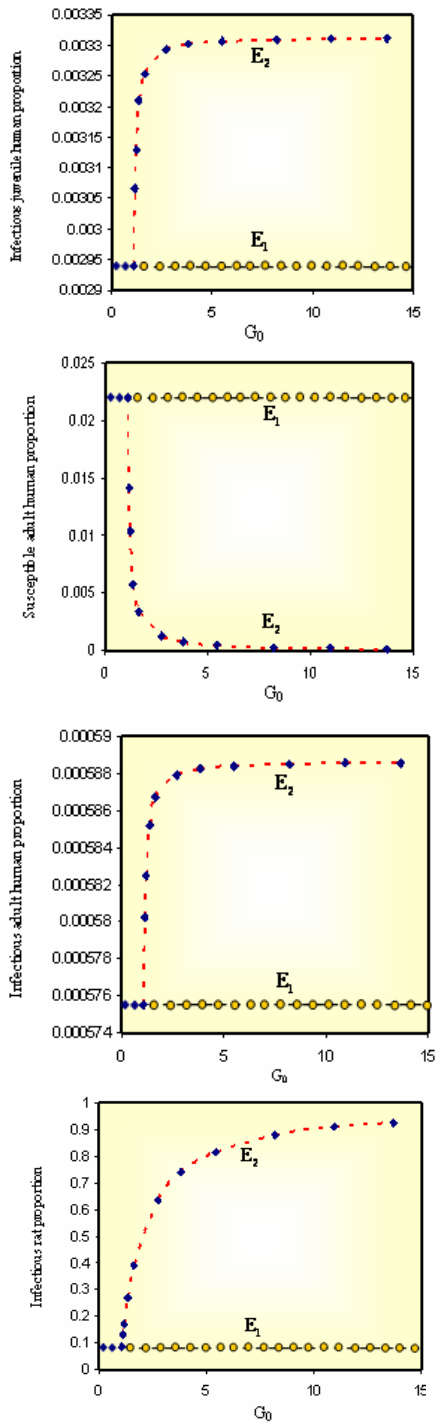 Infectious juvenile human proportion
0.00335
0.0033
0.00325
0.0032
0.00315
0.0031
0.00305
0.003
0.00295
0.0029
E2
E1
0 5 10 15
G0
Susceptible adult human proportion
0.025
0.02
0.015
0.01
0.005
0
E1
E2
0 5 10 15
G0
Infectious adult human proportion
0.00059
0.000588
0.000586
0.000584
0.000582
0.00058
0.000578
0.000576
0.000574
E2
E1
0 5 10 15
G0
Infectious rat proportion
1
0.9
0.8
0.7
0.6
0.5
0.4
0.3
0.2
0.1
0
E2
E1
0 5 10 15
G0